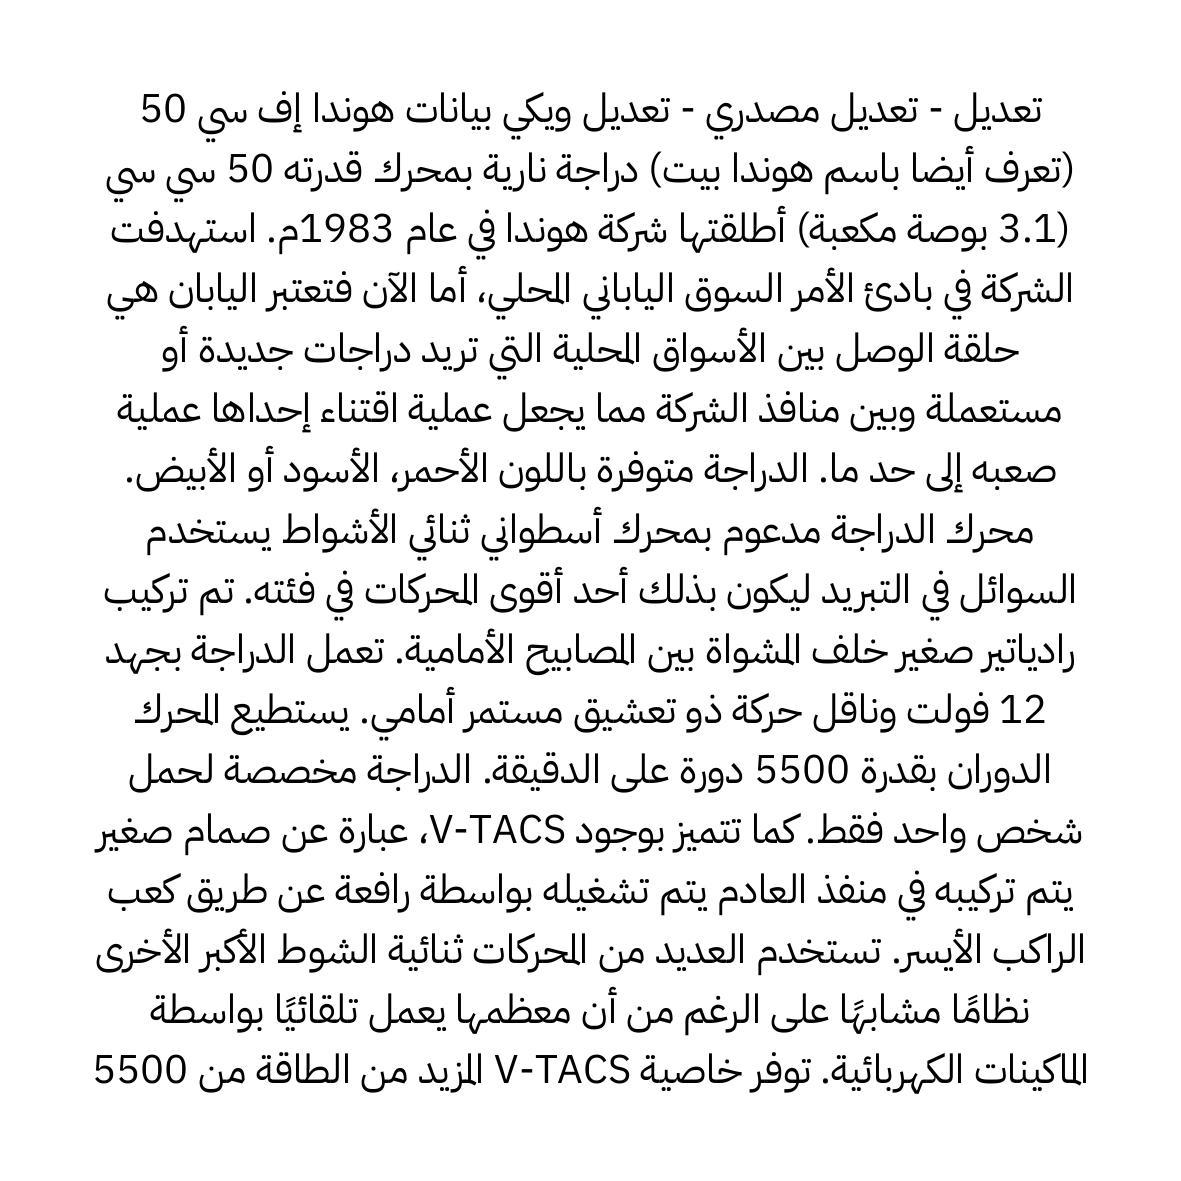 تعديل - تعديل مصدري - تعديل ويكي بيانات هوندا إف سي 50
(تعرف أيضا باسم هوندا بيت) دراجة نارية بمحرك قدرته 50 سي سي
(3.1 بوصة مكعبة) أطلقتها شركة هوندا في عام 1983م. استهدفت
الشركة في بادئ الأمر السوق الياباني المحلي، أما الآن فتعتبر اليابان هي
حلقة الوصل بين الأسواق المحلية التي تريد دراجات جديدة أو
مستعملة وبين منافذ الشركة مما يجعل عملية اقتناء إحداها عملية
صعبه إلى حد ما. الدراجة متوفرة باللون الأحمر، الأسود أو الأبيض.
محرك الدراجة مدعوم بمحرك أسطواني ثنائي الأشواط يستخدم
السوائل في التبريد ليكون بذلك أحد أقوى المحركات في فئته. تم تركيب
رادياتير صغير خلف المشواة بين المصابيح الأمامية. تعمل الدراجة بجهد
12 فولت وناقل حركة ذو تعشيق مستمر أمامي. يستطيع المحرك
الدوران بقدرة 5500 دورة على الدقيقة. الدراجة مخصصة لحمل
شخص واحد فقط. كما تتميز بوجود V-TACS، عبارة عن صمام صغير
يتم تركيبه في منفذ العادم يتم تشغيله بواسطة رافعة عن طريق كعب
الراكب الأيسر. تستخدم العديد من المحركات ثنائية الشوط الأكبر الأخرى
نظامًا مشابهًا على الرغم من أن معظمها يعمل تلقائيًا بواسطة
الماكينات الكهربائية. توفر خاصية V-TACS المزيد من الطاقة من 5500